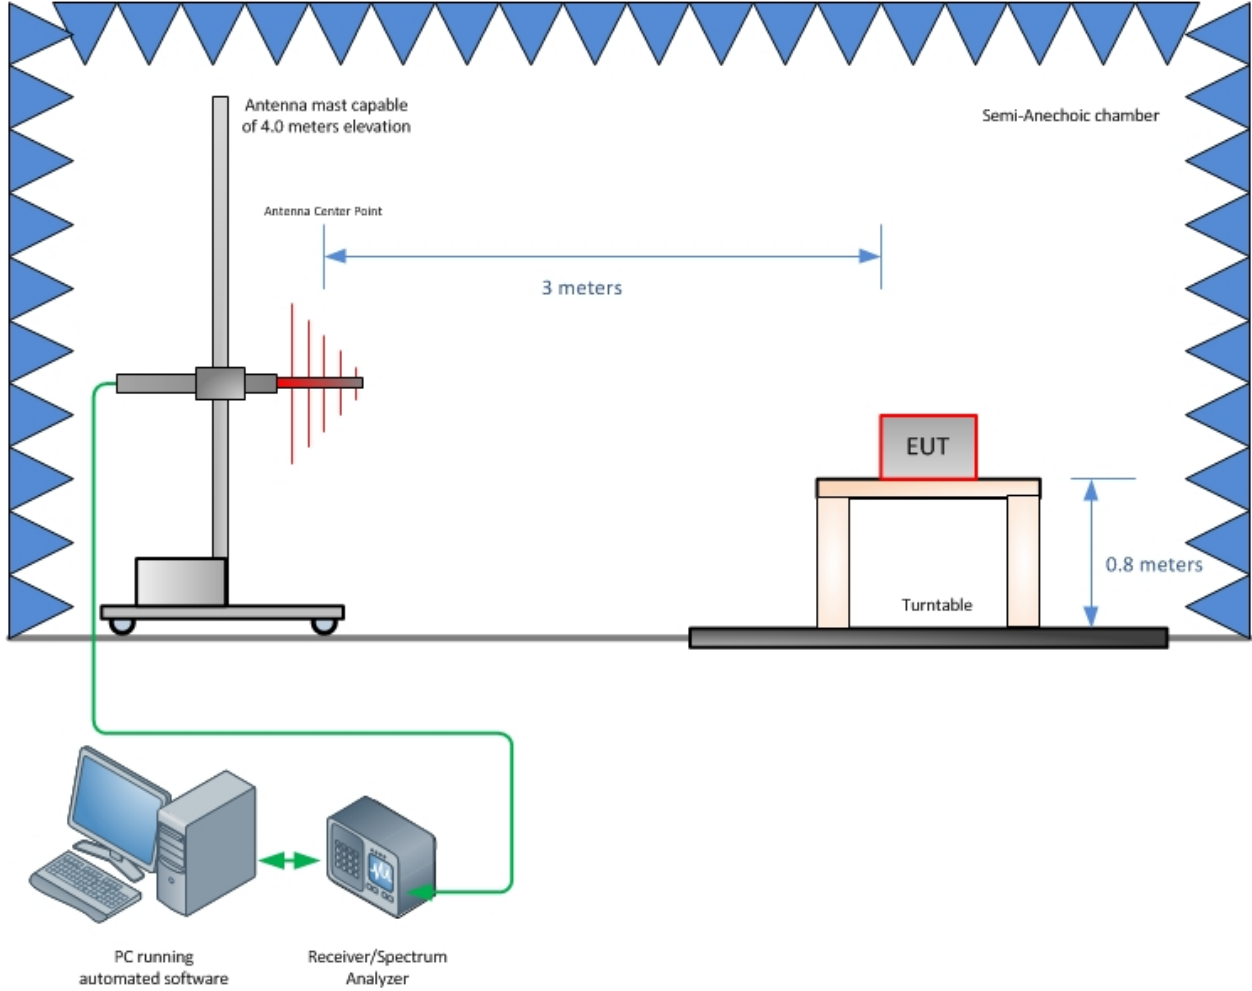 Antenna mast capable
of 4.0 meters elevation
Semi-Anechoic chamber
Antenna Center Point
3 meters
EUT
0.8 meters
Turntable
PC running
automated software
Receiver/Spectrum
Analyzer